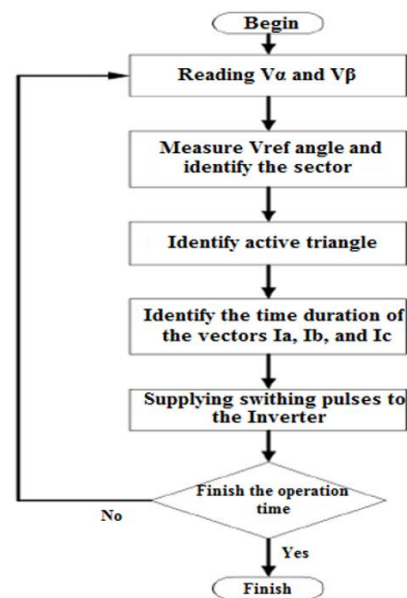 Begin
Reading Vα and Vβ
Measure Vref angle and
identify the sector
Identify active triangle
Identify the time duration of
the vectors Ia, Ib, and Ic
Supplying swithing pulses to
the Inverter
Finish the operation
time
No
Yes
Finish